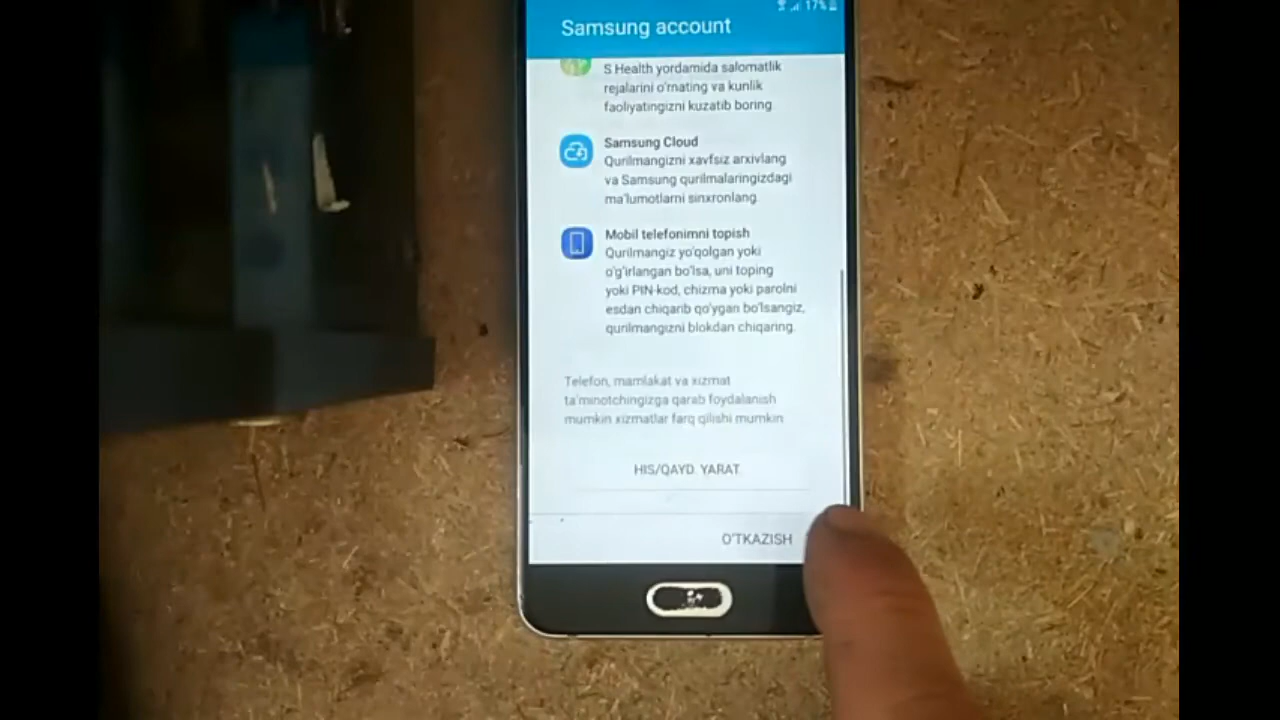 17%
Samsung account
S Health yordamida salomatlik
rejalarini o'rnating va kunlik
faoliyatingizni kuzatib boring.
Samsung Cloud
Qurilmangizni xavfsiz arxivlang
va Samsung qurilmalaringizdagi
ma'lumotlarni sinxronlang.
Mobil telefonimni topish
Qurilmangiz yo'qolgan yoki
o'g'irlangan bo'lsa, uni toping
yoki PIN-kod, chizma yoki parolni
esdan chiqarib qo'ygan bo'lsangiz,
qurilmangizni blokdan chiqaring.
Telefon, mamlakat va xizmat
ta'minotchingizga qarab foydalanish
mumkin xizmatlar farq qilishi mumkin.
HIS/QAYD. YARAT.
O'TKAZISH